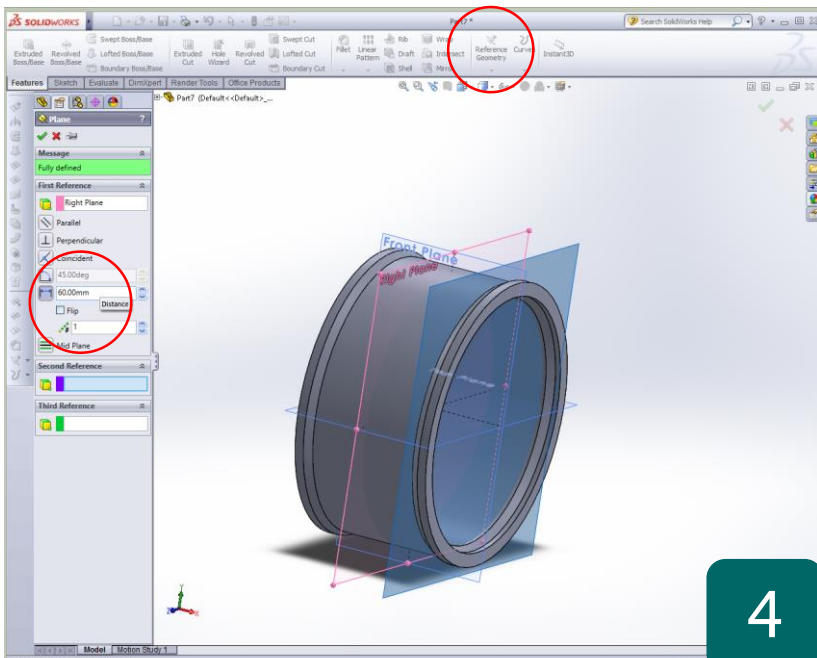 SOLIDWORKS
Part7 *
Search SolidWorks Help
Extruded Boss/Base
Revolved Boss/Base
Swept Boss/Base
Lofted Boss/Base
Boundary Boss/Base
Extruded Cut
Hole Wizard
Revolved Cut
Swept Cut
Lofted Cut
Boundary Cut
Fillet
Linear Pattern
Rib
Draft
Shell
Wrap
Intersect
Mirror
Reference Geometry
Curves
Instant3D
Features
Sketch
Evaluate
DimXpert
Render Tools
Office Products
Part7 (Default<<Default>_...
Plane
?
Message
Fully defined
First Reference
Right Plane
Parallel
Perpendicular
Coincident
45.00deg
60.00mm
Distance
Flip
1
Mid Plane
Second Reference
Third Reference
Front Plane
Right Plane
Y
X
Z
4
Model
Motion Study 1